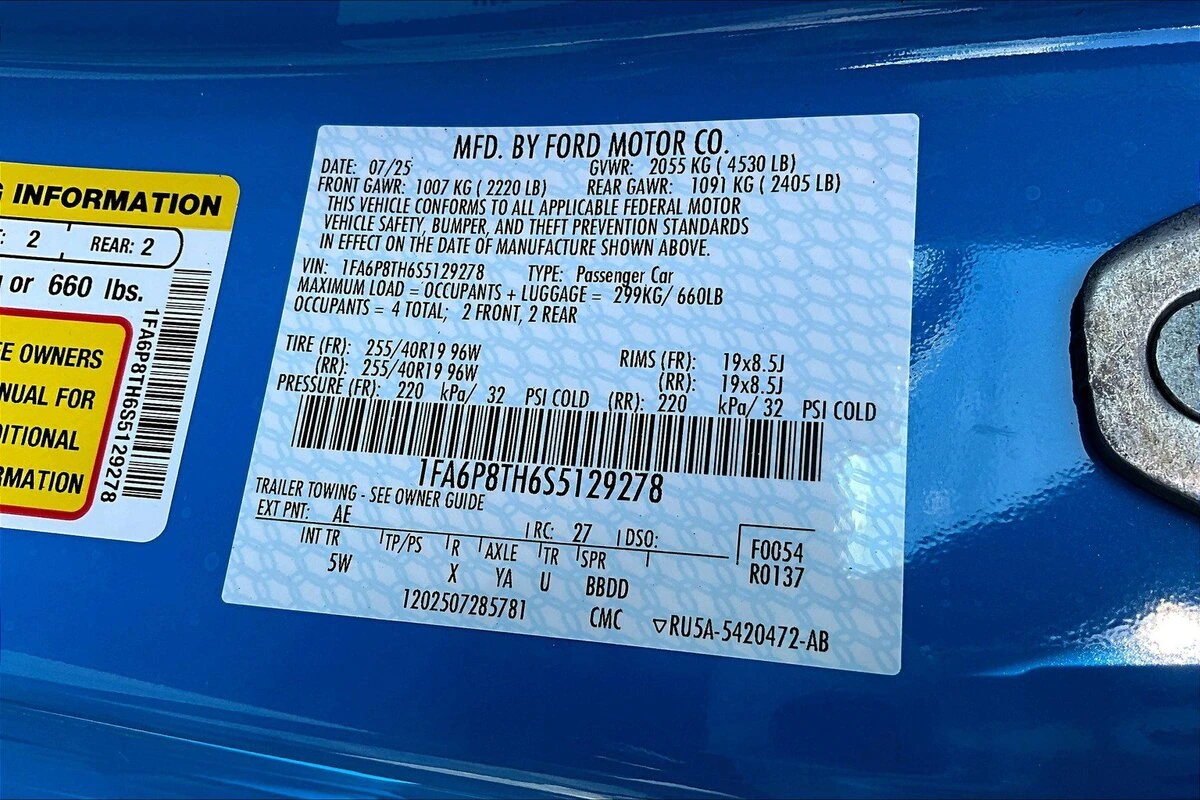 INFORMATION
: 2 REAR: 2
or 660 lbs.
OWNERS
FOR
1FA6P8TH6S5129278
MFD. BY FORD MOTOR CO.
DATE: 07/25 GVWR: 2055 KG ( 4530 LB)
FRONT GAWR: 1007 KG ( 2220 LB) REAR GAWR: 1091 KG ( 2405 LB)
THIS VEHICLE CONFORMS TO ALL APPLICABLE FEDERAL MOTOR
VEHICLE SAFETY, BUMPER, AND THEFT PREVENTION STANDARDS
IN EFFECT ON THE DATE OF MANUFACTURE SHOWN ABOVE.
VIN: 1FA6P8TH6S5129278 TYPE: Passenger Car
MAXIMUM LOAD = OCCUPANTS + LUGGAGE = 299KG/ 660LB
OCCUPANTS = 4 TOTAL; 2 FRONT, 2 REAR
TIRE (FR): 255/40R19 96W RIMS (FR): 19x8.5J
(RR): 255/40R19 96W (RR): 19x8.5J
PRESSURE (FR): 220 kPa/ 32 PSI COLD (RR): 220 kPa/ 32 PSI COLD
1FA6P8TH6S5129278
TRAILER TOWING - SEE OWNER GUIDE
EXT PNT: AE RC: 27 DSO:
INT TR TP/PS R AXLE TR SPR F0054
5W X YA U BBDD R0137
1202507285781 CMC ▽RU5A-5420472-AB